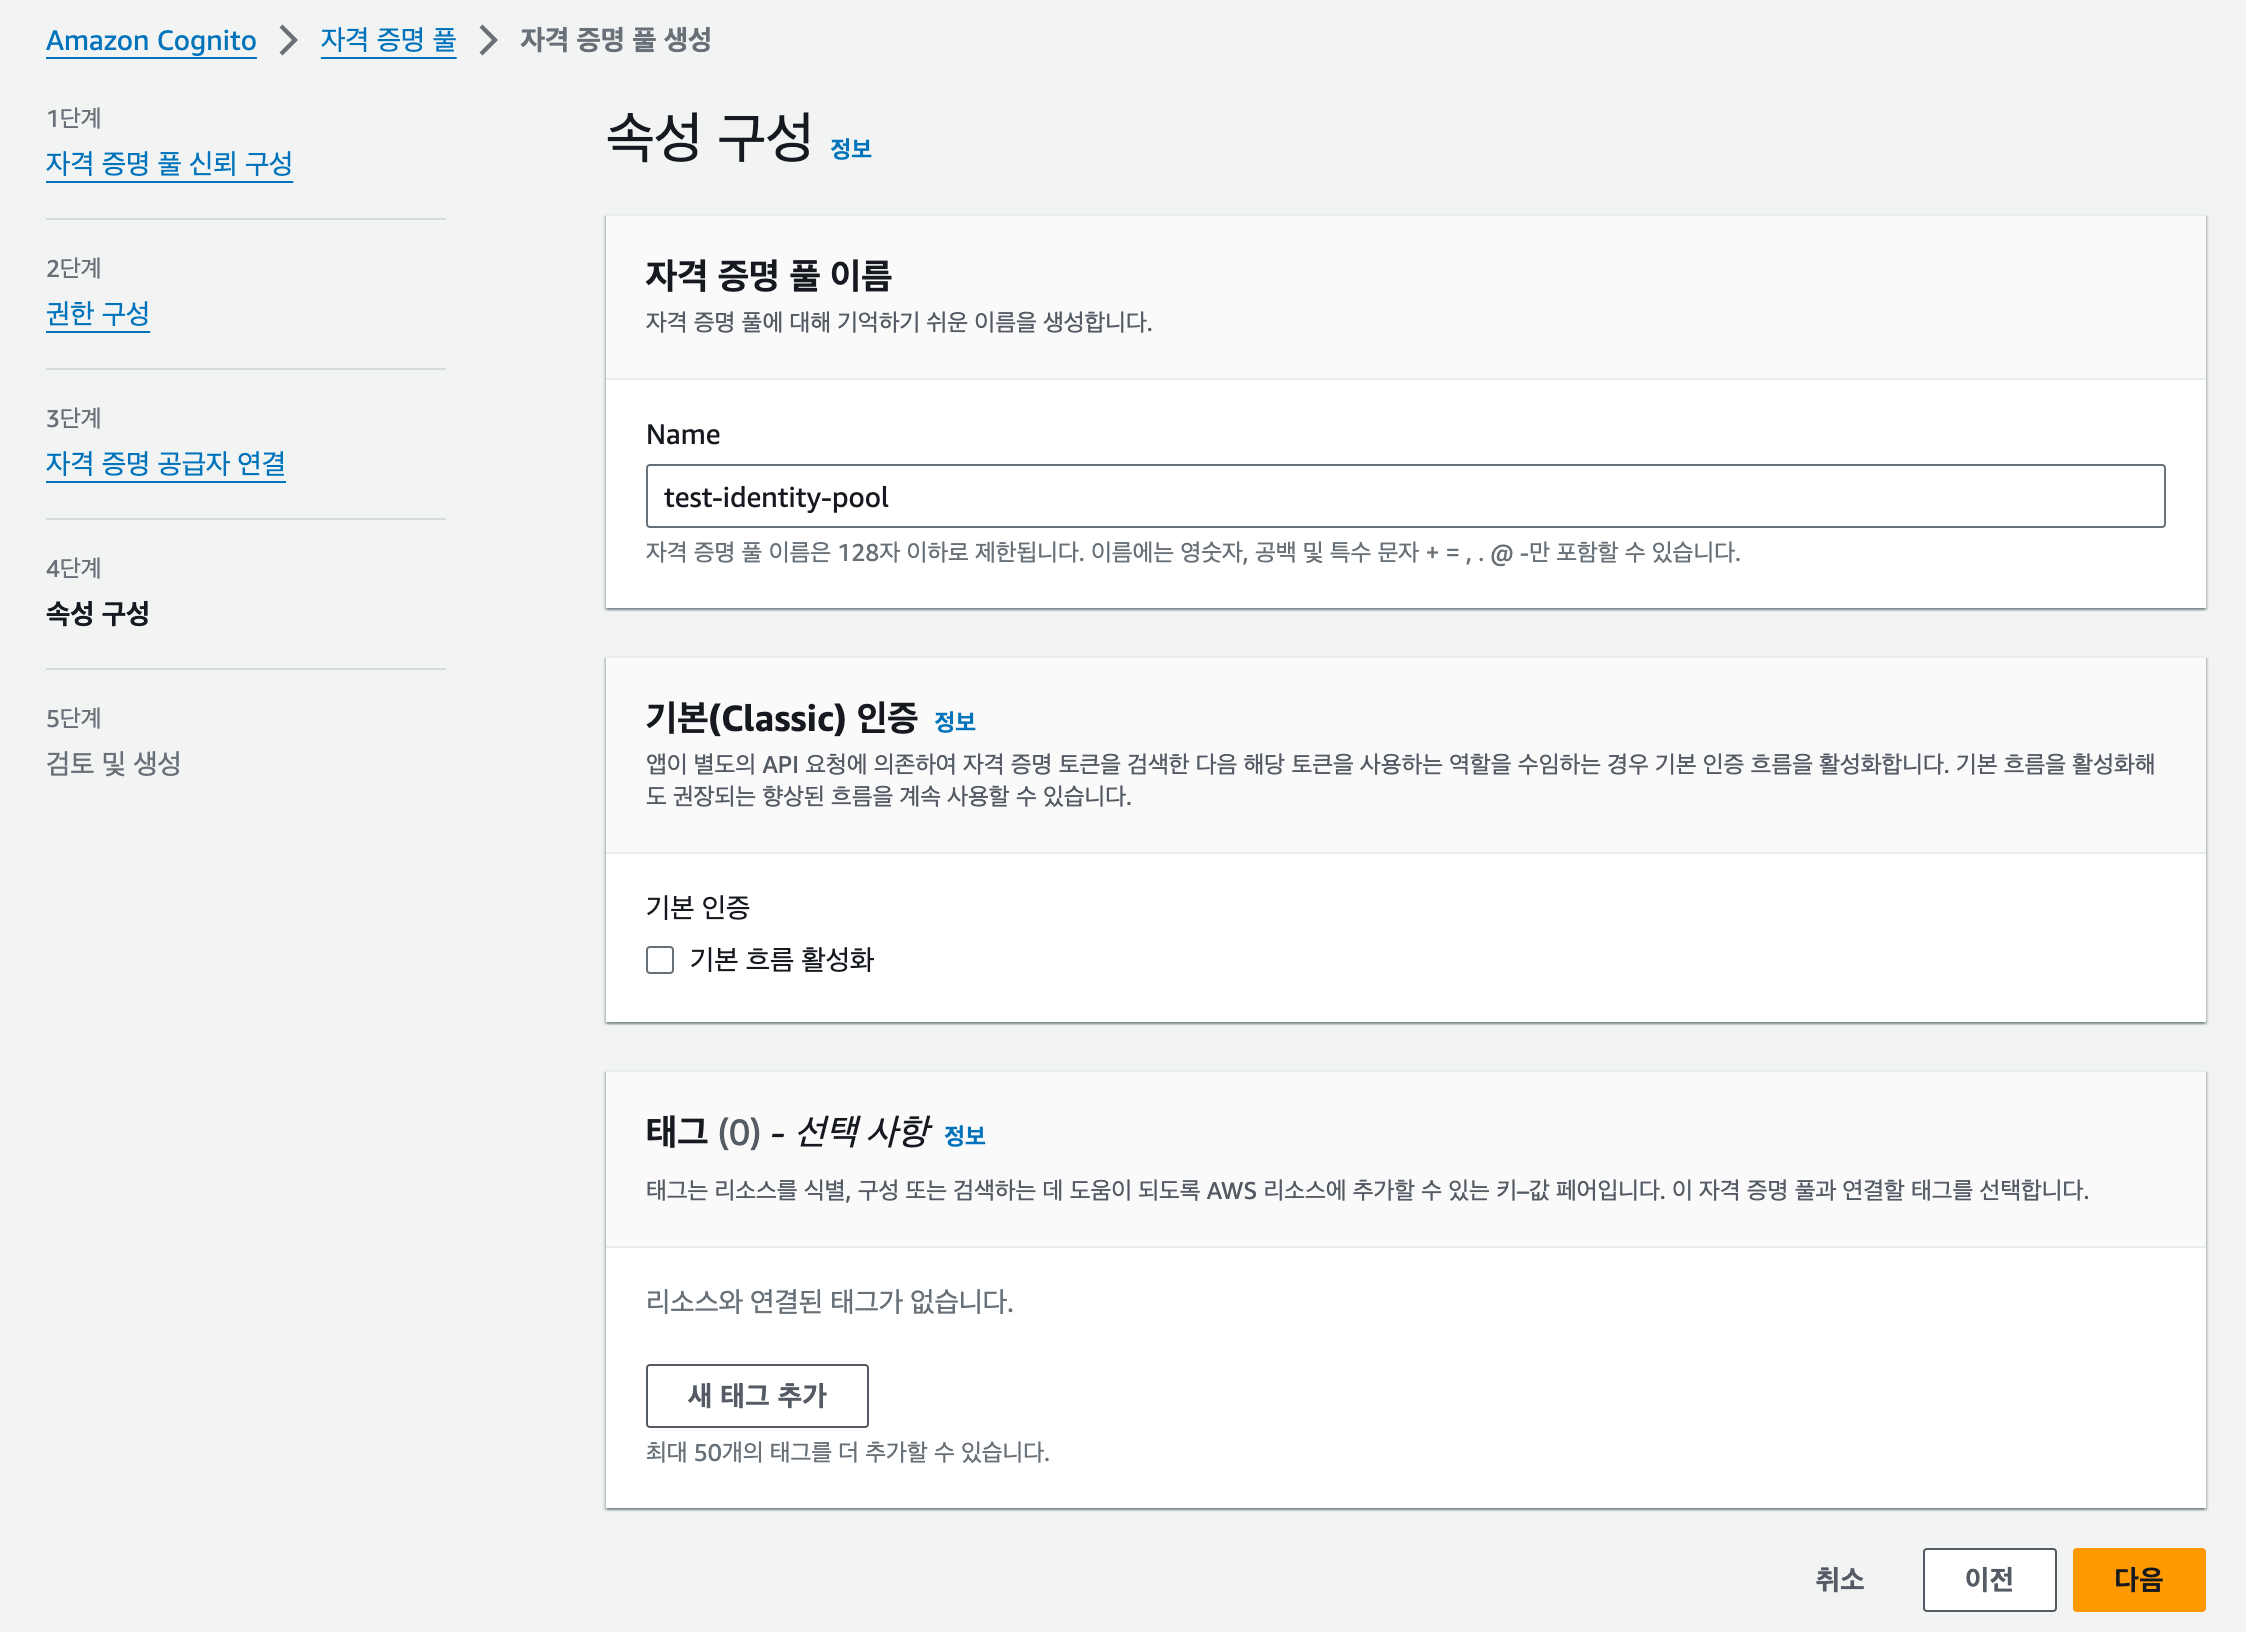 Amazon Cognito > 자격 증명 풀 > 자격 증명 풀 생성
1단계
자격 증명 풀 신뢰 구성
2단계
권한 구성
3단계
자격 증명 공급자 연결
4단계
속성 구성
5단계
검토 및 생성
속성 구성 정보
자격 증명 풀 이름
자격 증명 풀에 대해 기억하기 쉬운 이름을 생성합니다.
Name
test-identity-pool
자격 증명 풀 이름은 128자 이하로 제한됩니다. 이름에는 영숫자, 공백 및 특수 문자 + = , . @ -만 포함할 수 있습니다.
기본(Classic) 인증 정보
앱이 별도의 API 요청에 의존하여 자격 증명 토큰을 검색한 다음 해당 토큰을 사용하는 역할을 수임하는 경우 기본 인증 흐름을 활성화합니다. 기본 흐름을 활성화해
도 권장되는 향상된 흐름을 계속 사용할 수 있습니다.
기본 인증
기본 흐름 활성화
태그 (0) - 선택 사항 정보
태그는 리소스를 식별, 구성 또는 검색하는 데 도움이 되도록 AWS 리소스에 추가할 수 있는 키–값 페어입니다. 이 자격 증명 풀과 연결할 태그를 선택합니다.
리소스와 연결된 태그가 없습니다.
새 태그 추가
최대 50개의 태그를 더 추가할 수 있습니다.
취소 이전 다음